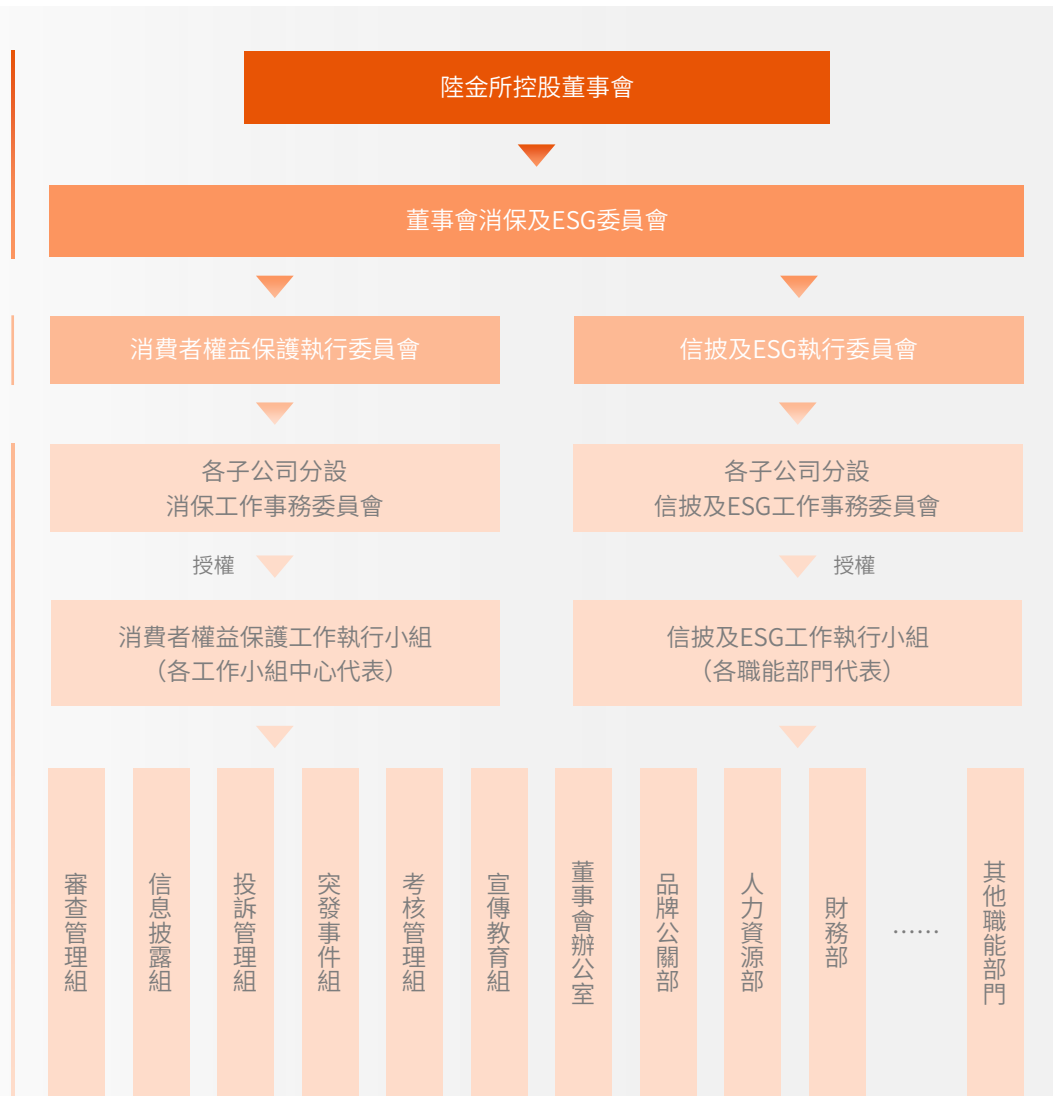 陸金所控股董事會
董事會消保及ESG委員會
消費者權益保護執行委員會
信披及ESG執行委員會
各子公司分設
消保工作事務委員會
各子公司分設
信披及ESG工作事務委員會
授權
授權
消費者權益保護工作執行小組
（各工作小組中心代表）
信披及ESG工作執行小組
（各職能部門代表）
審查管理組
信息披露組
投訴管理組
突發事件組
考核管理組
宣傳教育組
董事會辦公室
品牌公關部
人力資源部
財務部
……
其他職能部門